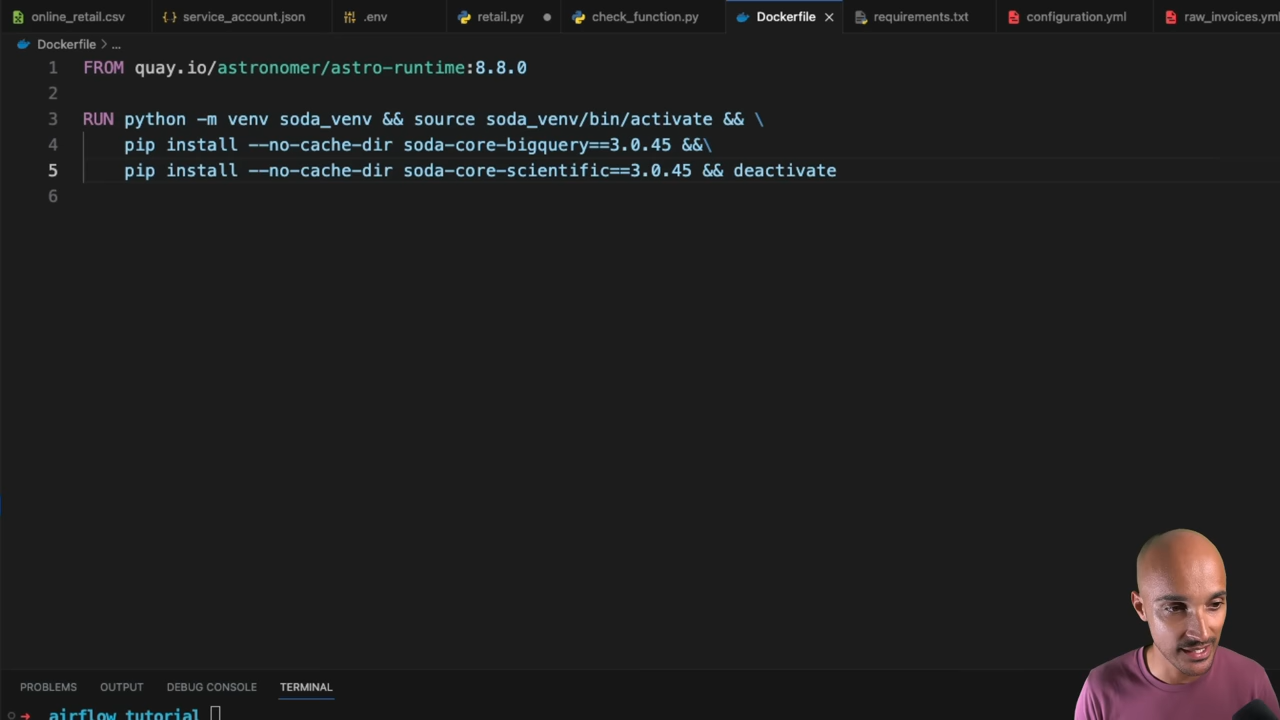 online_retail.csv service_account.json .env retail.py check_function.py Dockerfile requirements.txt configuration.yml raw_invoices.yml
Dockerfile > ...
1 FROM quay.io/astronomer/astro-runtime:8.8.0
2
3 RUN python -m venv soda_venv && source soda_venv/bin/activate && \
4 pip install --no-cache-dir soda-core-bigquery==3.0.45 &&\
5 pip install --no-cache-dir soda-core-scientific==3.0.45 && deactivate
6
PROBLEMS OUTPUT DEBUG CONSOLE TERMINAL
airflow_tutorial